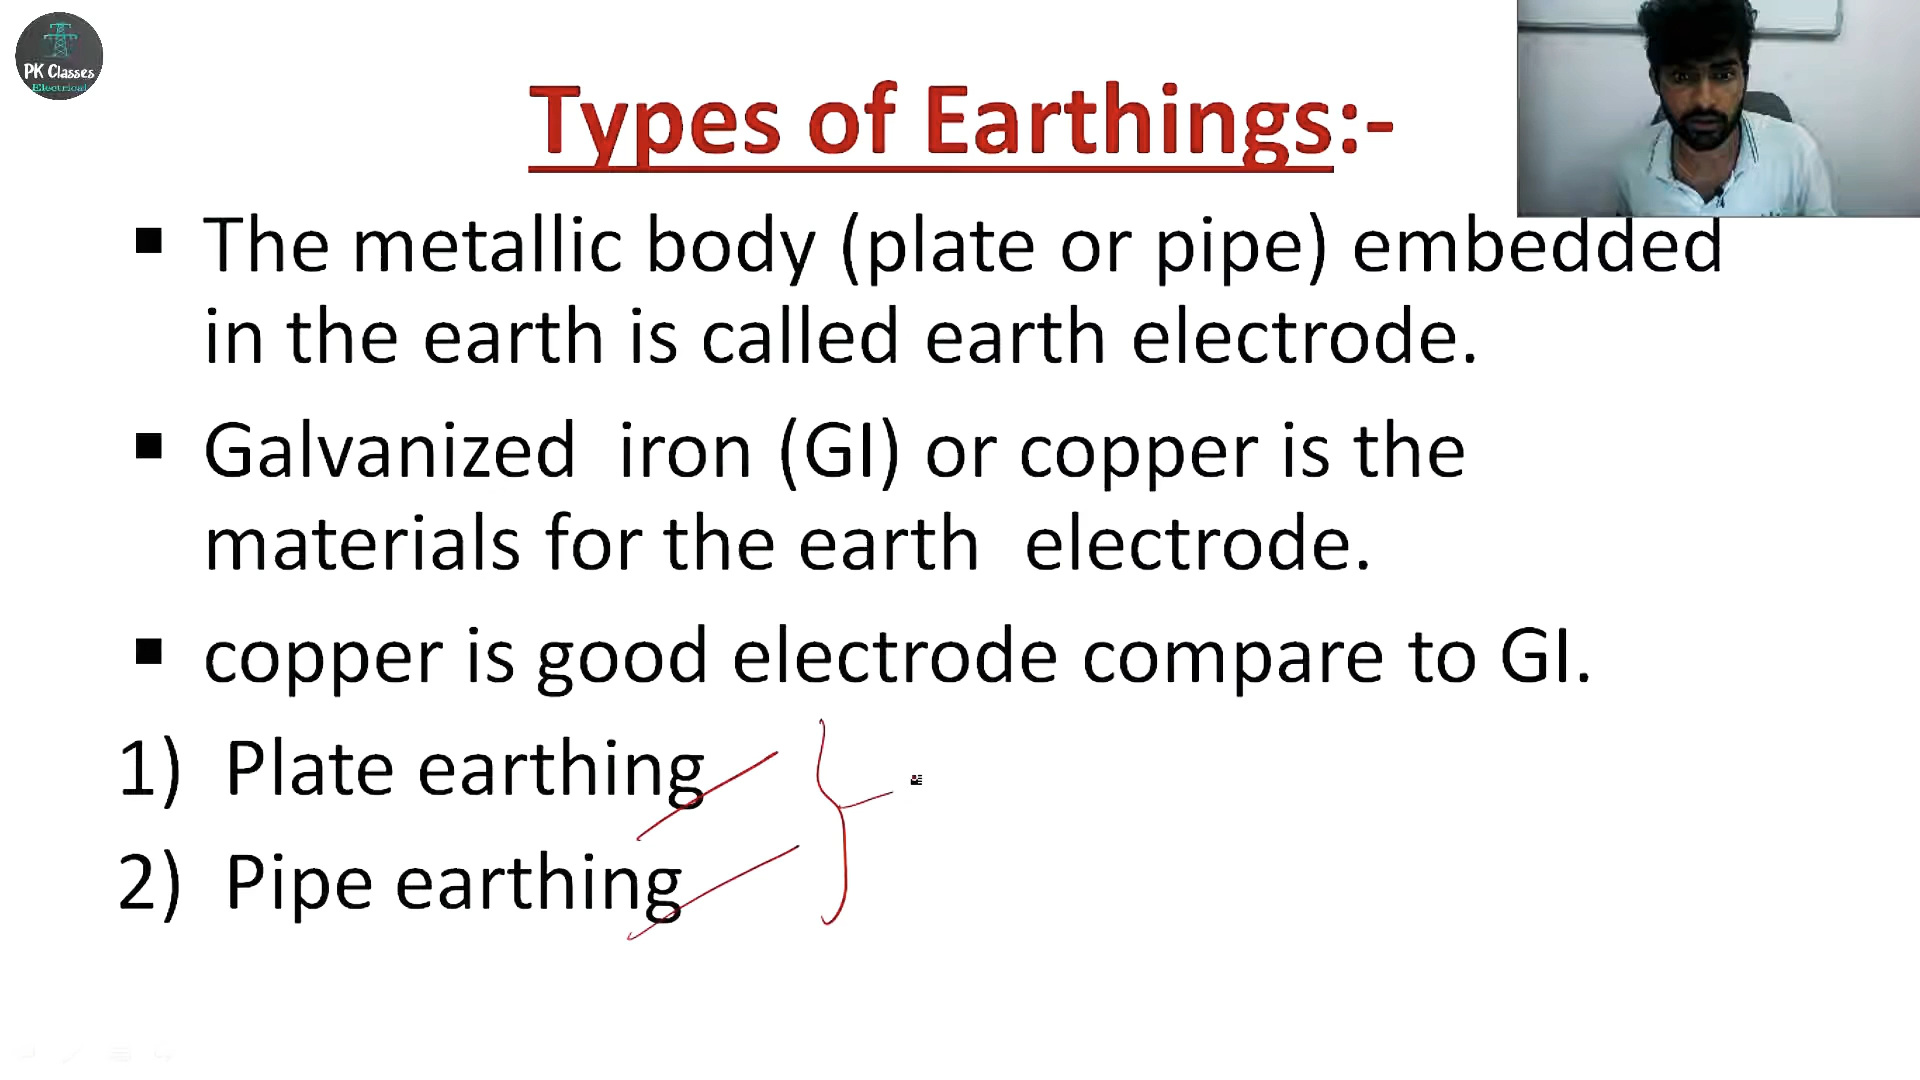 PK Classes
Electrical
Types of Earthings:-
▪ The metallic body (plate or pipe) embedded
in the earth is called earth electrode.
▪ Galvanized iron (GI) or copper is the
materials for the earth electrode.
▪ copper is good electrode compare to GI.
1) Plate earthing
2) Pipe earthing